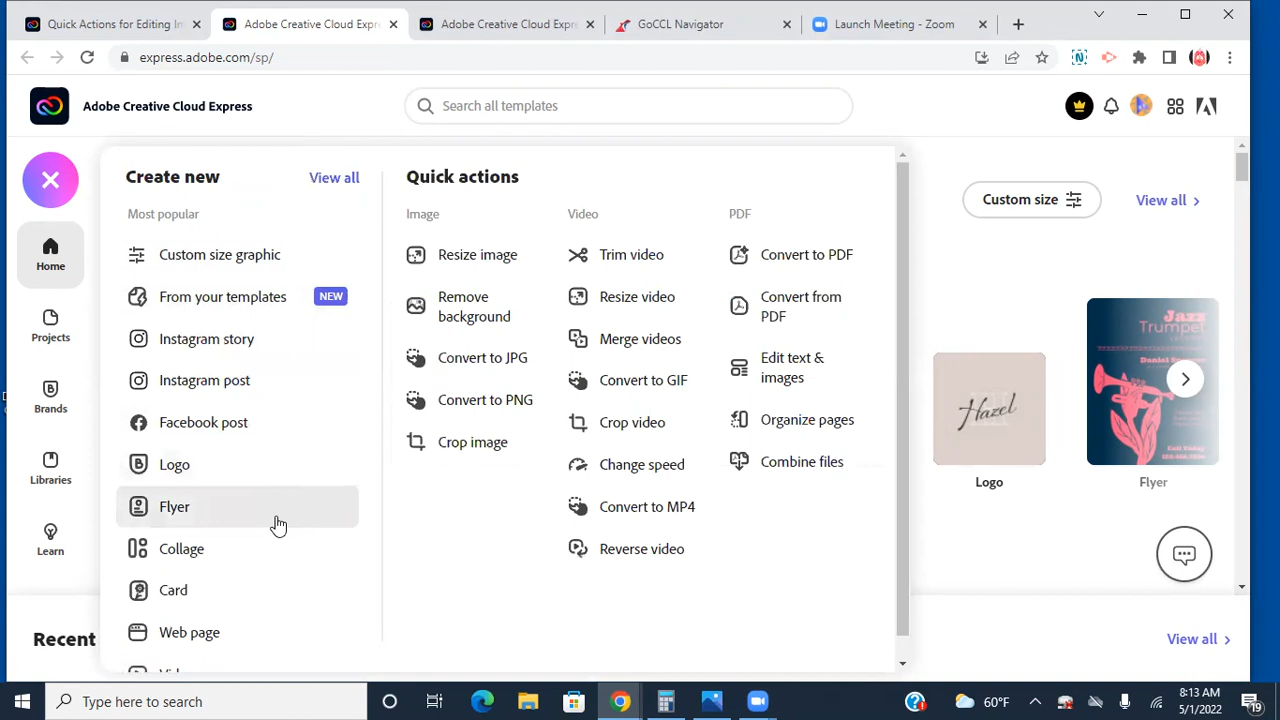 Quick Actions for Editing In
Adobe Creative Cloud Expre
Adobe Creative Cloud Expre
GoCCL Navigator
Launch Meeting - Zoom
express.adobe.com/sp/
Adobe Creative Cloud Express
Search all templates
Create new
View all
Most popular
Custom size graphic
From your templates NEW
Instagram story
Instagram post
Facebook post
Logo
Flyer
Collage
Card
Web page
Quick actions
Image
Resize image
Remove
background
Convert to JPG
Convert to PNG
Crop image
Video
Trim video
Resize video
Merge videos
Convert to GIF
Crop video
Change speed
Convert to MP4
Reverse video
PDF
Convert to PDF
Convert from
PDF
Edit text &
images
Organize pages
Combine files
Custom size
View all
Home
Projects
Brands
Libraries
Learn
Hazel
Logo
Jazz
Trumpet
Flyer
Recent
View all
Type here to search
60°F
8:13 AM
5/1/2022
19